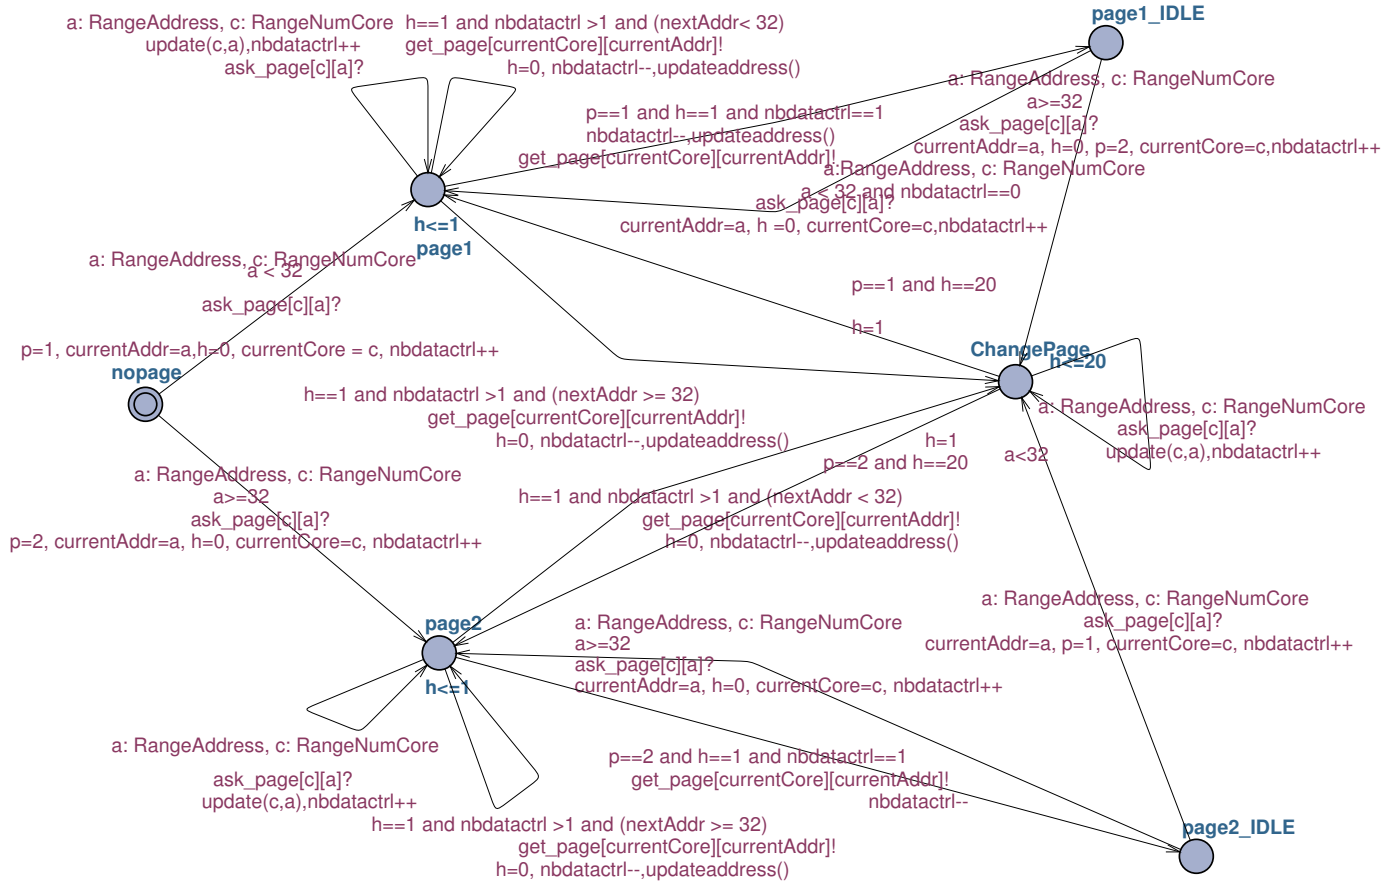 page1_IDLE
a: RangeAddress, c: RangeNumCore
update(c,a),nbdatactrl++
ask_page[c][a]?
h==1 and nbdatactrl >1 and (nextAddr< 32)
get_page[currentCore][currentAddr]!
h=0, nbdatactrl--,updateaddress()
a: RangeAddress, c: RangeNumCore
a>=32
ask_page[c][a]?
currentAddr=a, h=0, p=2, currentCore=c,nbdatactrl++
p==1 and h==1 and nbdatactrl==1
nbdatactrl--,updateaddress()
get_page[currentCore][currentAddr]!
a:RangeAddress, c: RangeNumCore
a < 32 and nbdatactrl==0
ask_page[c][a]?
currentAddr=a, h =0, currentCore=c,nbdatactrl++
h<=1
page1
a: RangeAddress, c: RangeNumCore
a < 32
ask_page[c][a]?
p=1, currentAddr=a,h=0, currentCore = c, nbdatactrl++
nopage
p==1 and h==20
h=1
ChangePage
h<=20
h==1 and nbdatactrl >1 and (nextAddr >= 32)
get_page[currentCore][currentAddr]!
h=0, nbdatactrl--,updateaddress()
a: RangeAddress, c: RangeNumCore
ask_page[c][a]?
update(c,a),nbdatactrl++
h=1
p==2 and h==20
a<32
a: RangeAddress, c: RangeNumCore
a>=32
ask_page[c][a]?
p=2, currentAddr=a, h=0, currentCore=c, nbdatactrl++
h==1 and nbdatactrl >1 and (nextAddr < 32)
get_page[currentCore][currentAddr]!
h=0, nbdatactrl--,updateaddress()
a: RangeAddress, c: RangeNumCore
ask_page[c][a]?
currentAddr=a, p=1, currentCore=c, nbdatactrl++
page2
h<=1
a: RangeAddress, c: RangeNumCore
a>=32
ask_page[c][a]?
currentAddr=a, h=0, currentCore=c, nbdatactrl++
a: RangeAddress, c: RangeNumCore
ask_page[c][a]?
update(c,a),nbdatactrl++
p==2 and h==1 and nbdatactrl==1
get_page[currentCore][currentAddr]!
nbdatactrl--
h==1 and nbdatactrl >1 and (nextAddr >= 32)
get_page[currentCore][currentAddr]!
h=0, nbdatactrl--,updateaddress()
page2_IDLE